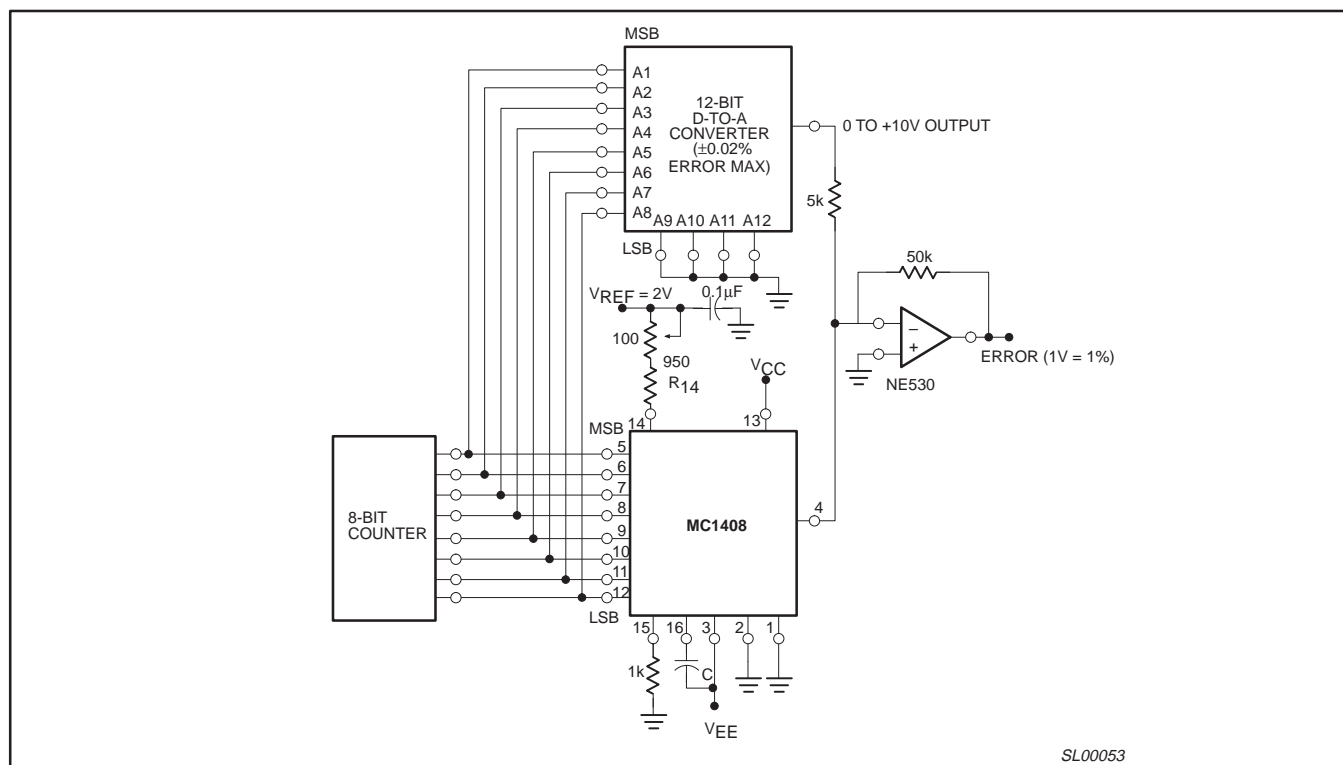 MSB
A1
A2
A3
A4
A5
A6
A7
A8
12-BIT
D-TO-A
CONVERTER
(±0.02%
ERROR MAX)
0 TO +10V OUTPUT
A9 A10 A11 A12
LSB
5k
50k
VREF = 2V
0.1µF
100
950
R14
VCC
–
+
NE530
ERROR (1V = 1%)
14
13
MSB
5
6
7
8
9
10
11
12
LSB
8-BIT
COUNTER
MC1408
4
15
16
3
2
1
1k
C
VEE
SL00053